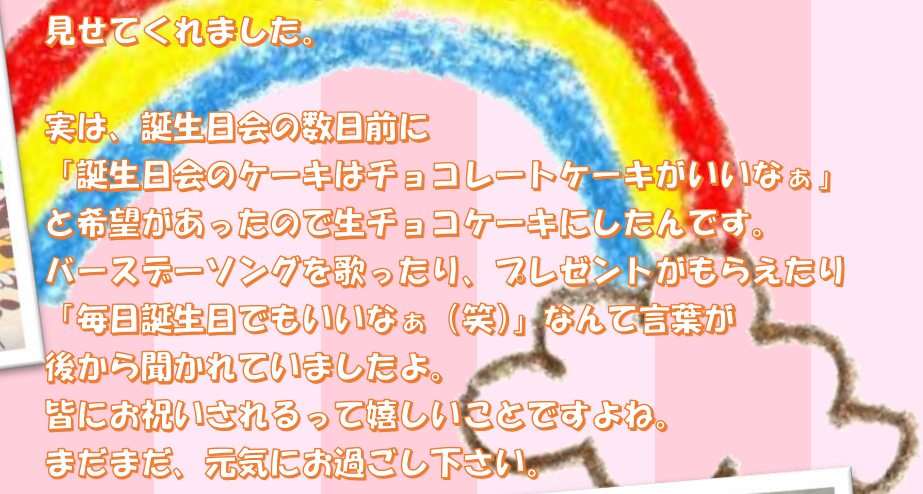 見せてくれました。
実は、誕生日会の数日前に
「誕生日会のケーキはチョコレートケーキがいいなぁ」
と希望があったので生チョコケーキにしたんです。
バースデーソングを歌ったり、プレゼントがもらえたり
「毎日誕生日でもいいなぁ（笑）」なんて言葉が
後から聞かれていましたよ。
皆にお祝いされるって嬉しいことですよね。
まだまだ、元気にお過ごし下さい。